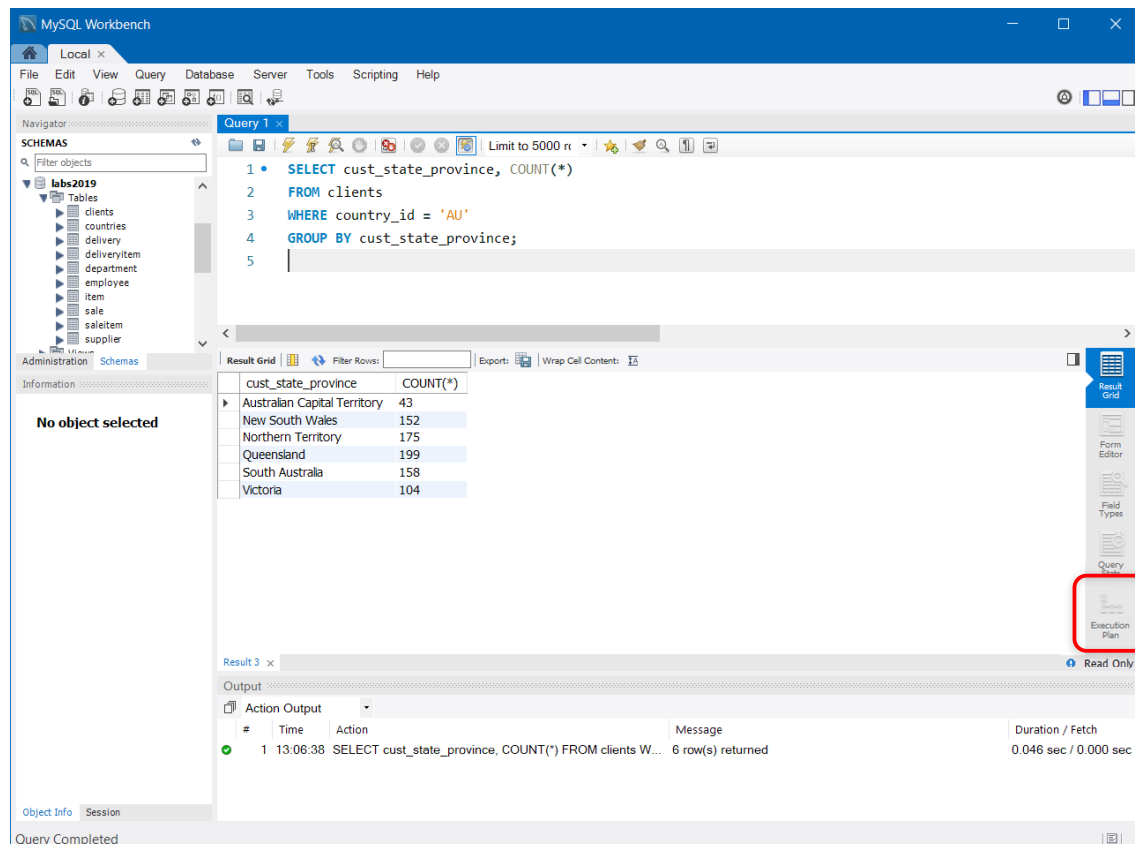 MySQL Workbench
Local ×
File Edit View Query Database Server Tools Scripting Help
Navigator
Query 1 ×
SCHEMAS
Filter objects
Limit to 5000 rc
labs2019
Tables
clients
countries
delivery
deliveryitem
department
employee
item
sale
saleitem
supplier
Views
1 SELECT cust_state_province, COUNT(*)
2 FROM clients
3 WHERE country_id = 'AU'
4 GROUP BY cust_state_province;
5
Administration Schemas
Result Grid Filter Rows: Export: Wrap Cell Content: IA
Information
No object selected
cust_state_province COUNT(*)
Australian Capital Territory 43
New South Wales 152
Northern Territory 175
Queensland 199
South Australia 158
Victoria 104
Result
Grid
Form
Editor
Field
Types
Query
Stats
Execution
Plan
Result 3 ×
Read Only
Output
Action Output
# Time Action Message Duration / Fetch
1 13:06:38 SELECT cust_state_province, COUNT(*) FROM clients W... 6 row(s) returned 0.046 sec / 0.000 sec
Object Info Session
Query Completed